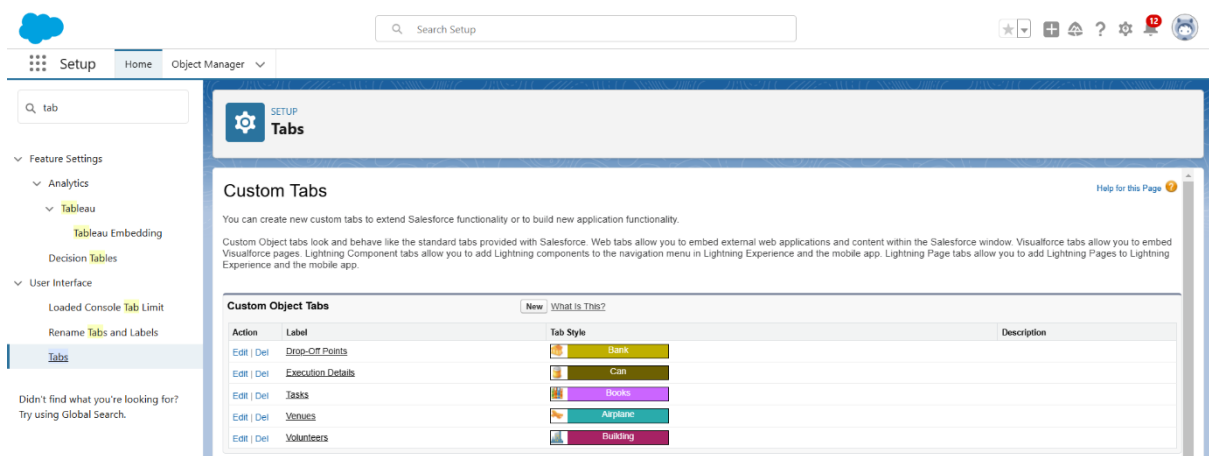 Search Setup
12
Setup
Home
Object Manager
tab
SETUP
Tabs
Feature Settings
Analytics
Tableau
Tableau Embedding
Decision Tables
User Interface
Loaded Console Tab Limit
Rename Tabs and Labels
Tabs
Didn't find what you're looking for?
Try using Global Search.
Custom Tabs
Help for this Page ?
You can create new custom tabs to extend Salesforce functionality or to build new application functionality.
Custom Object tabs look and behave like the standard tabs provided with Salesforce. Web tabs allow you to embed external web applications and content within the Salesforce window. Visualforce tabs allow you to embed
Visualforce pages. Lightning Component tabs allow you to add Lightning components to the navigation menu in Lightning Experience and the mobile app. Lightning Page tabs allow you to add Lightning Pages to Lightning
Experience and the mobile app.
Custom Object Tabs New What Is This?
Action Label Tab Style Description
Edit | Del Drop-Off Points Bank
Edit | Del Execution Details Can
Edit | Del Tasks Books
Edit | Del Venues Airplane
Edit | Del Volunteers Building